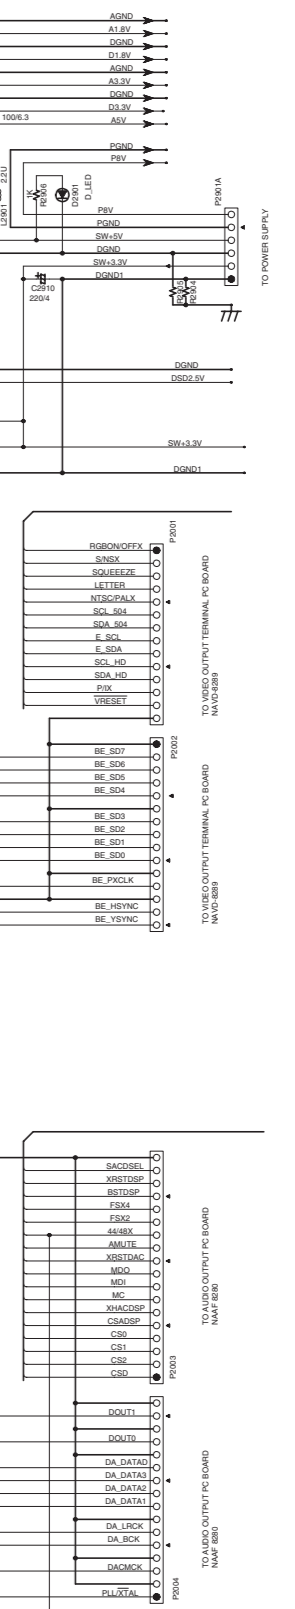 AGND
A1.8V
DGND
D1.8V
AGND
A3.3V
DGND
D3.3V
100/6.3
A5V
PGND
P8V
2.2U
L2901
1K
R2906
D2901
D_LED
P2901A
P8V
PGND
SW+5V
DGND
SW+3.3V
DGND1
TO POWER SUPPLY
C2910
220/4
R2905
R2904
DGND
DSD2.5V
SW+3.3V
DGND1
P2001
RGBON/OFFX
S/NSX
SQUEEEZE
LETTER
NTSC/PALX
SCL_504
SDA_504
E_SCL
E_SDA
SCL_HD
SDA_HD
P/IX
VRESET
TO VIDEO OUTPUT TERMINAL PC BOARD
NAVD-8289
P2002
BE_SD7
BE_SD6
BE_SD5
BE_SD4
BE_SD3
BE_SD2
BE_SD1
BE_SD0
BE_PXCLK
BE_HSYNC
BE_YSYNC
TO VIDEO OUTPUT TERMINAL PC BOARD
NAVD-8289
SACDSEL
XRSTDSP
BSTDSP
FSX4
FSX2
44/48X
AMUTE
XRSTDAC
MDO
MDI
MC
XHACDSP
CSADSP
CS0
CS1
CS2
CSD
P2003
TO AUDIO OUTPUT PC BOARD
NAAF 8280
DOUT1
DOUT0
DA_DATAD
DA_DATA3
DA_DATA2
DA_DATA1
DA_LRCK
DA_BCK
DACMCK
PLL/XTAL
P2004
TO AUDIO OUTPUT PC BOARD
NAAF 8280